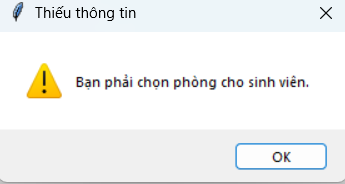 Thiếu thông tin
Bạn phải chọn phòng cho sinh viên.
OK